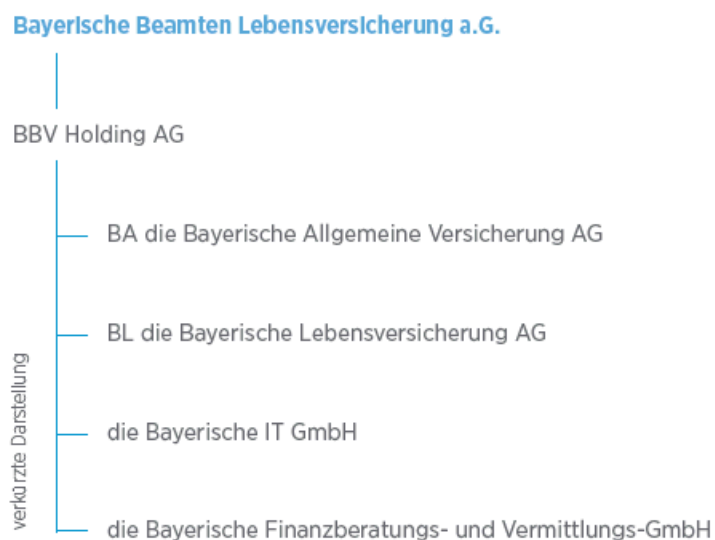 Bayerische Beamten Lebensversicherung a.G.
BBV Holding AG
BA die Bayerische Allgemeine Versicherung AG
BL die Bayerische Lebensversicherung AG
die Bayerische IT GmbH
die Bayerische Finanzberatungs- und Vermittlungs-GmbH
verkürzte Darstellung